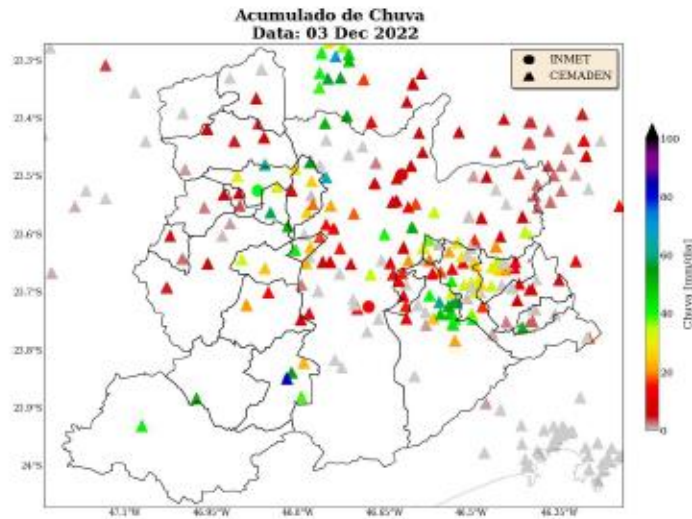 Acumulado de Chuva
Data: 03 Dec 2022
INMET
CEMADEN
23.3°S
23.4°S
23.5°S
23.6°S
23.7°S
23.8°S
23.9°S
24°S
47.1°W
46.95°W
46.8°W
46.65°W
46.5°W
46.35°W
100
80
60
40
20
0
Chuva [mm/dia]